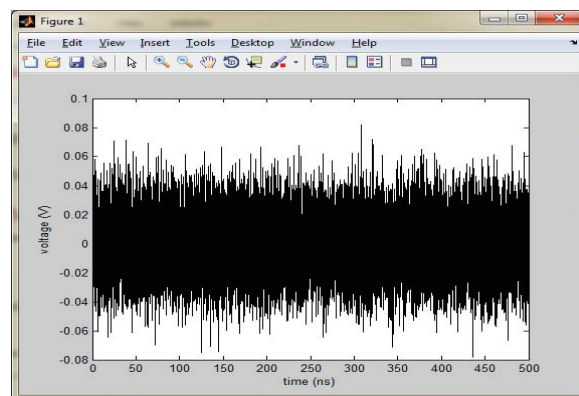 Figure 1
File Edit View Insert Tools Desktop Window Help
0.1
0.08
0.06
0.04
0.02
0
-0.02
-0.04
-0.06
-0.08
voltage (V)
0 50 100 150 200 250 300 350 400 450 500
time (ns)